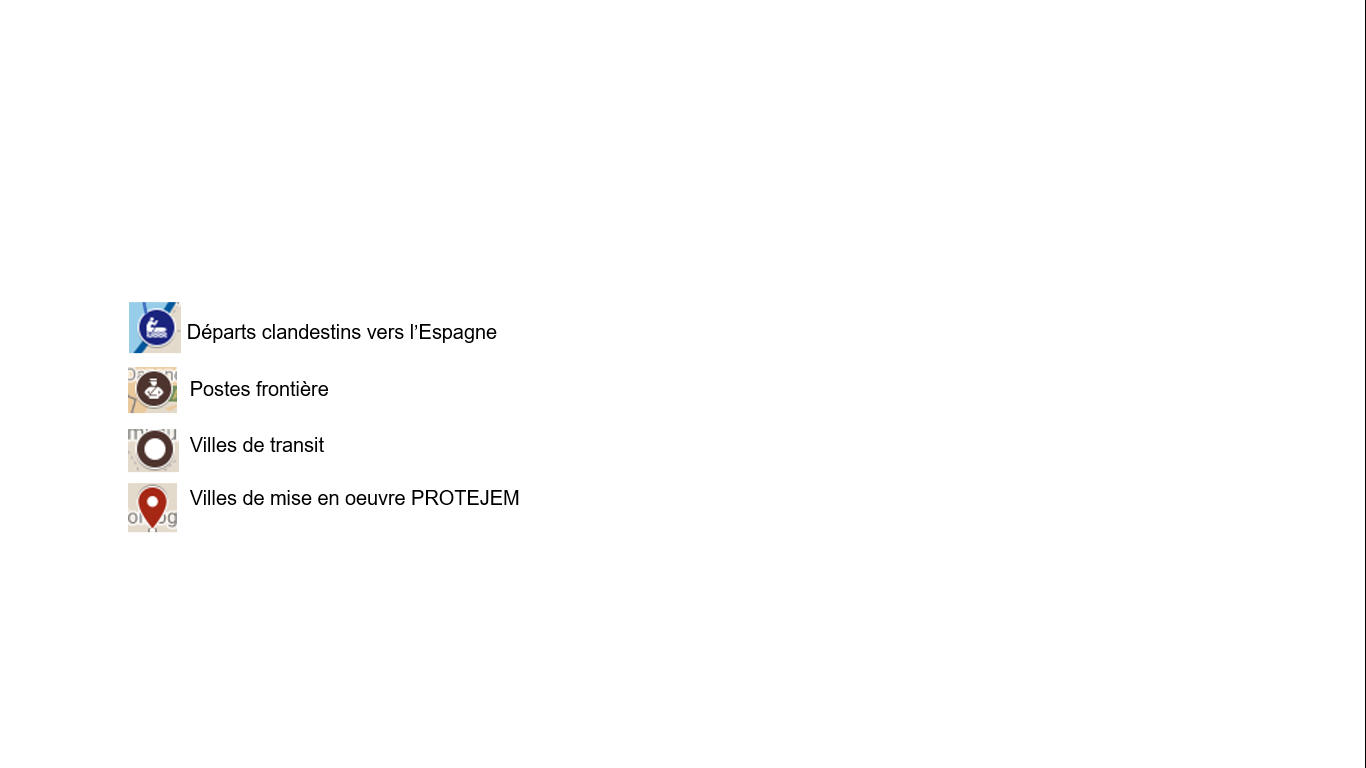 Départs clandestins vers l’Espagne
Postes frontière
Villes de transit
Villes de mise en oeuvre PROTEJEM